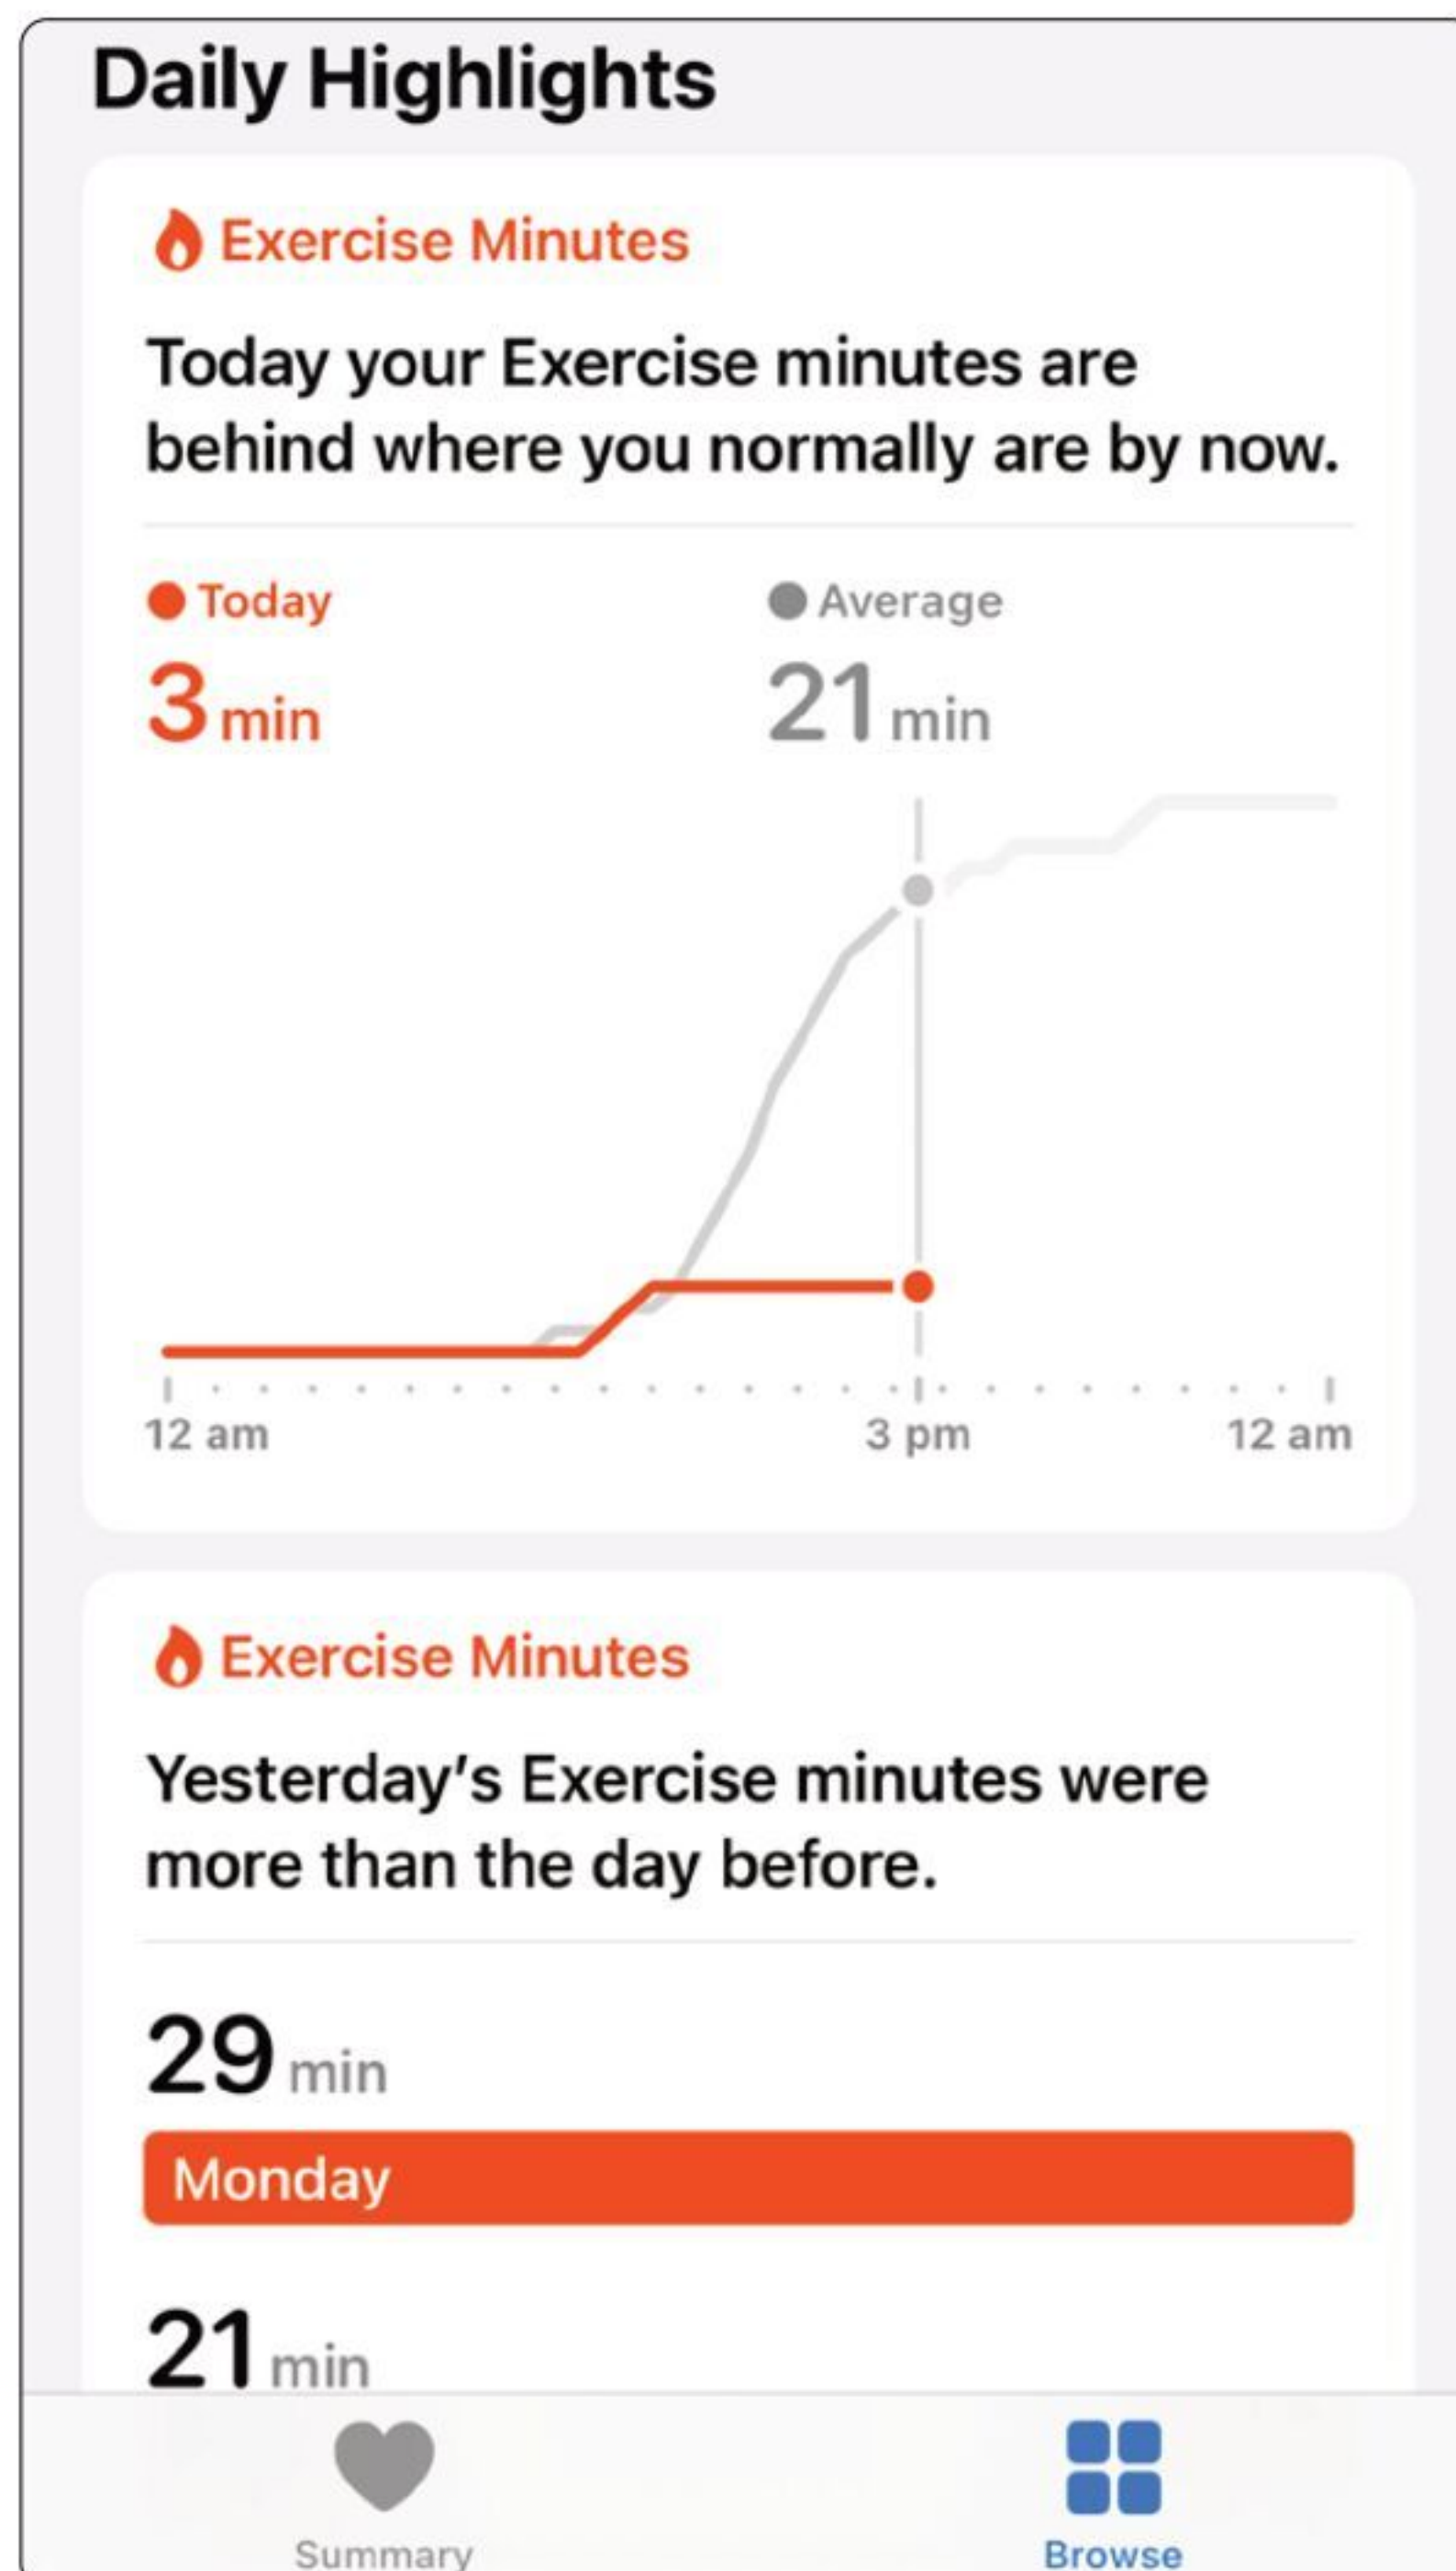 Daily Highlights
Exercise Minutes
Today your Exercise minutes are
behind where you normally are by now.
Today
Average
3 min
21 min
12 am
3 pm
12 am
Exercise Minutes
Yesterday’s Exercise minutes were
more than the day before.
29 min
Monday
21 min
Summary
Browse